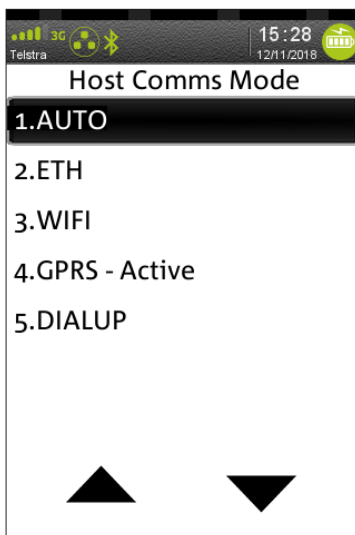 3G 15:28
Telstra 12/11/2018
Host Comms Mode
1.AUTO
2.ETH
3.WIFI
4.GPRS - Active
5.DIALUP